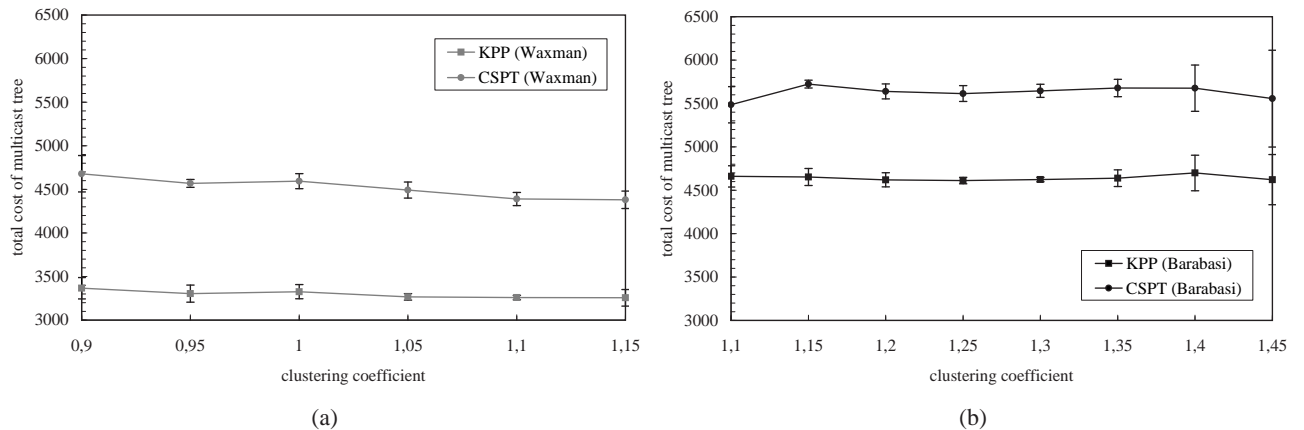 6500
6000
5500
5000
4500
4000
3500
3000
total cost of multicast tree
KPP (Waxman)
CSPT (Waxman)
0,9 0,95 1 1,05 1,1 1,15
clustering coefficient
(a)
6500
6000
5500
5000
4500
4000
3500
3000
total cost of multicast tree
KPP (Barabasi)
CSPT (Barabasi)
1,1 1,15 1,2 1,25 1,3 1,35 1,4 1,45
clustering coefficient
(b)